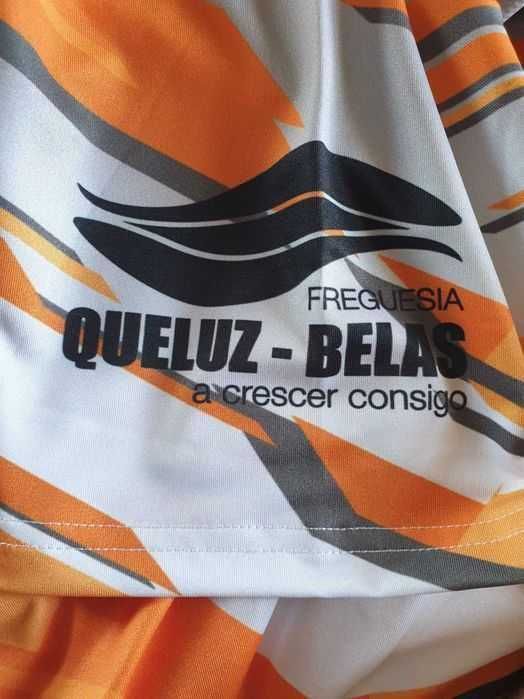 FREGUESIA
QUELUZ - BELAS
a crescer consigo